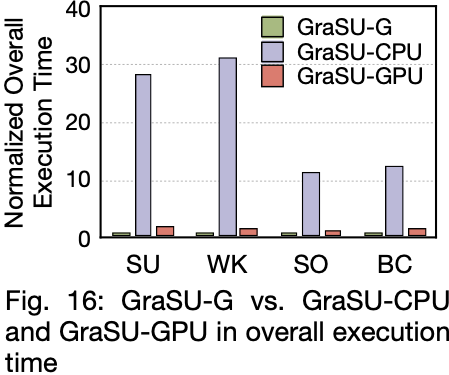 Normalized Overall
Execution Time
40
30
20
10
0
GraSU-G
GraSU-CPU
GraSU-GPU
SU
WK
SO
BC
Fig. 16: GraSU-G vs. GraSU-CPU
and GraSU-GPU in overall execution
time